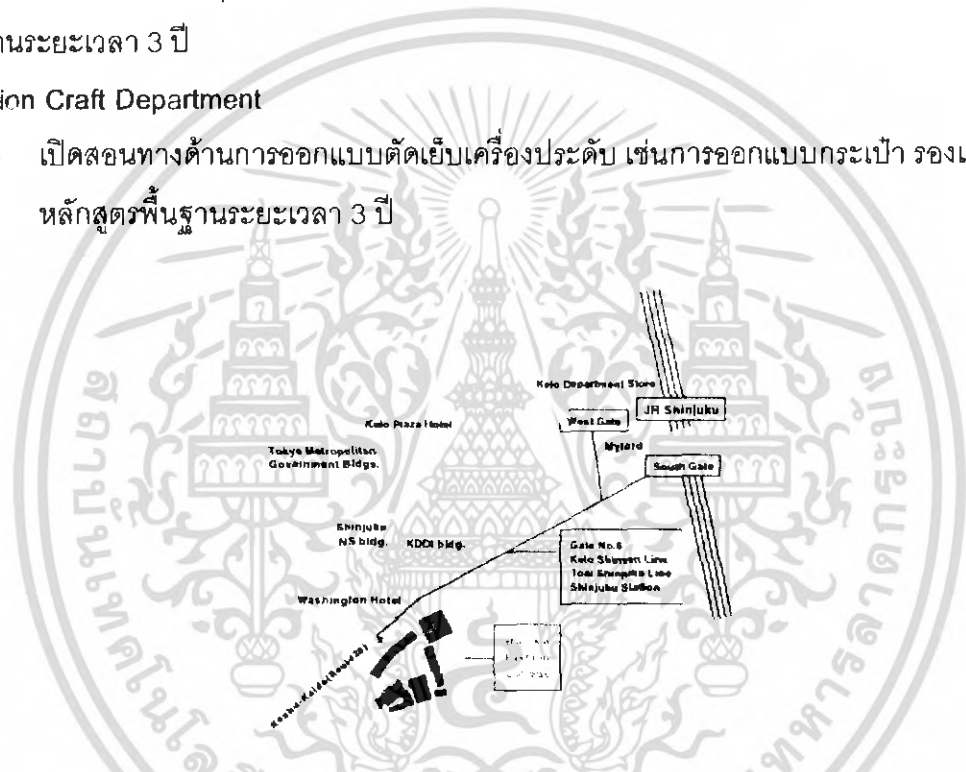 านระยะเวลา 3 ปี
ion Craft Department
เปิดสอนทางด้านการออกแบบตัดเย็บเครื่องประดับ เช่นการออกแบบกระเป๋า รองเ
หลักสูตรพื้นฐานระยะเวลา 3 ปี
Keio Department Store
JR Shinjuku
West Gate
Keio Plaza Hotel
Mylord
Tokyo Metropolitan
Government Bldgs.
South Gate
Shinjuku
NS bldg.
KDDI bldg.
Gate No.6
Keio Shinsen Line
Toei Shinjuku Line
Shinjuku Station
Washington Hotel